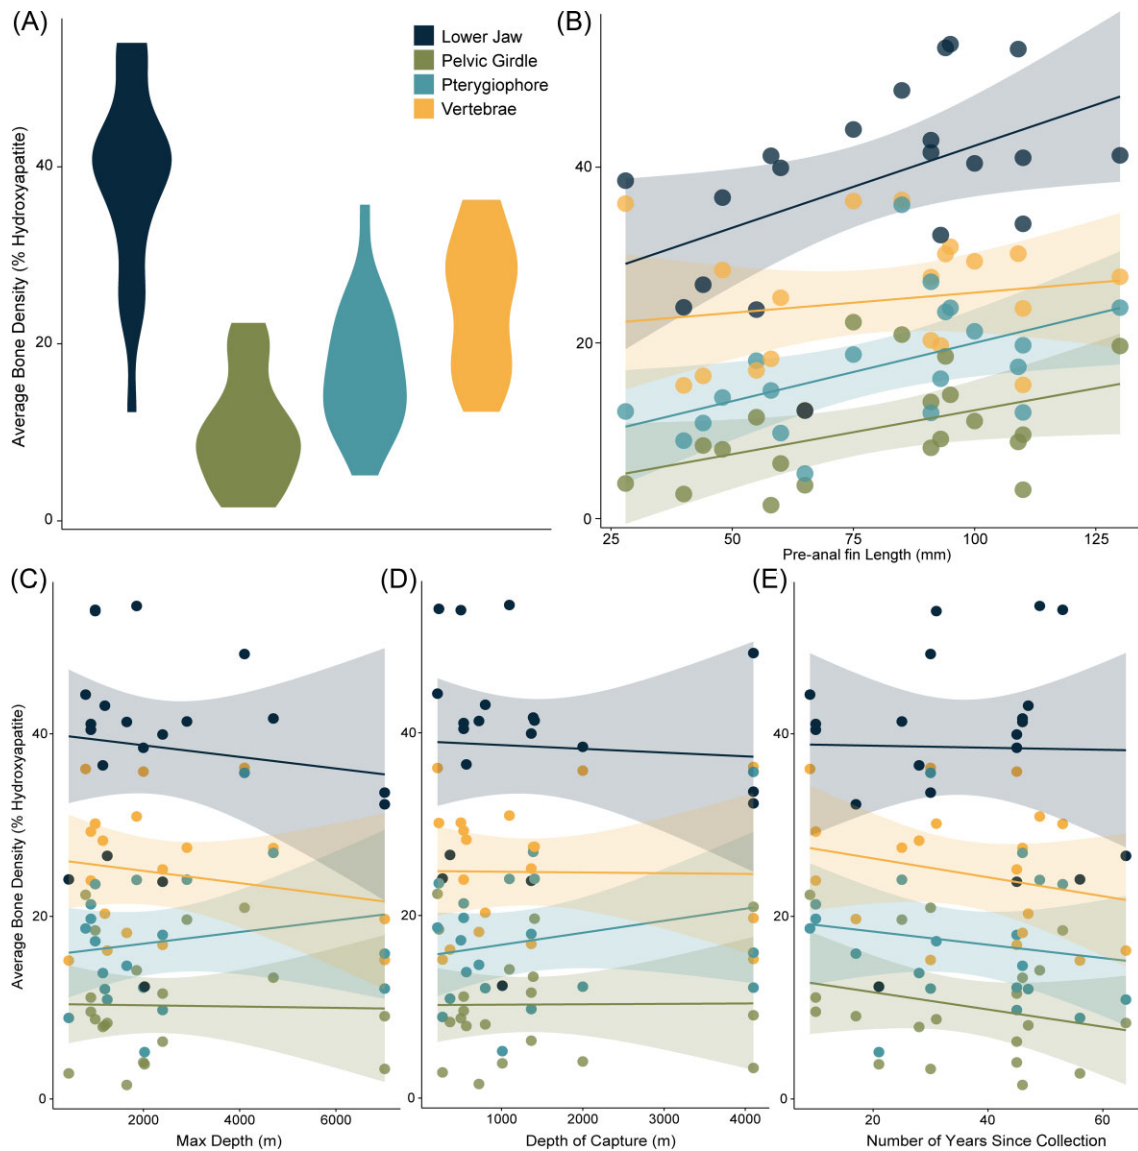 (A)
Average Bone Density (% Hydroxyapatite)
40
20
0
Lower Jaw
Pelvic Girdle
Pterygiophore
Vertebrae
(B)
40
20
0
25
50
75
100
125
Pre-anal fin Length (mm)
(C)
Average Bone Density (% Hydroxyapatite)
40
20
0
2000
4000
6000
Max Depth (m)
(D)
40
20
0
1000
2000
3000
4000
Depth of Capture (m)
(E)
40
20
0
20
40
60
Number of Years Since Collection